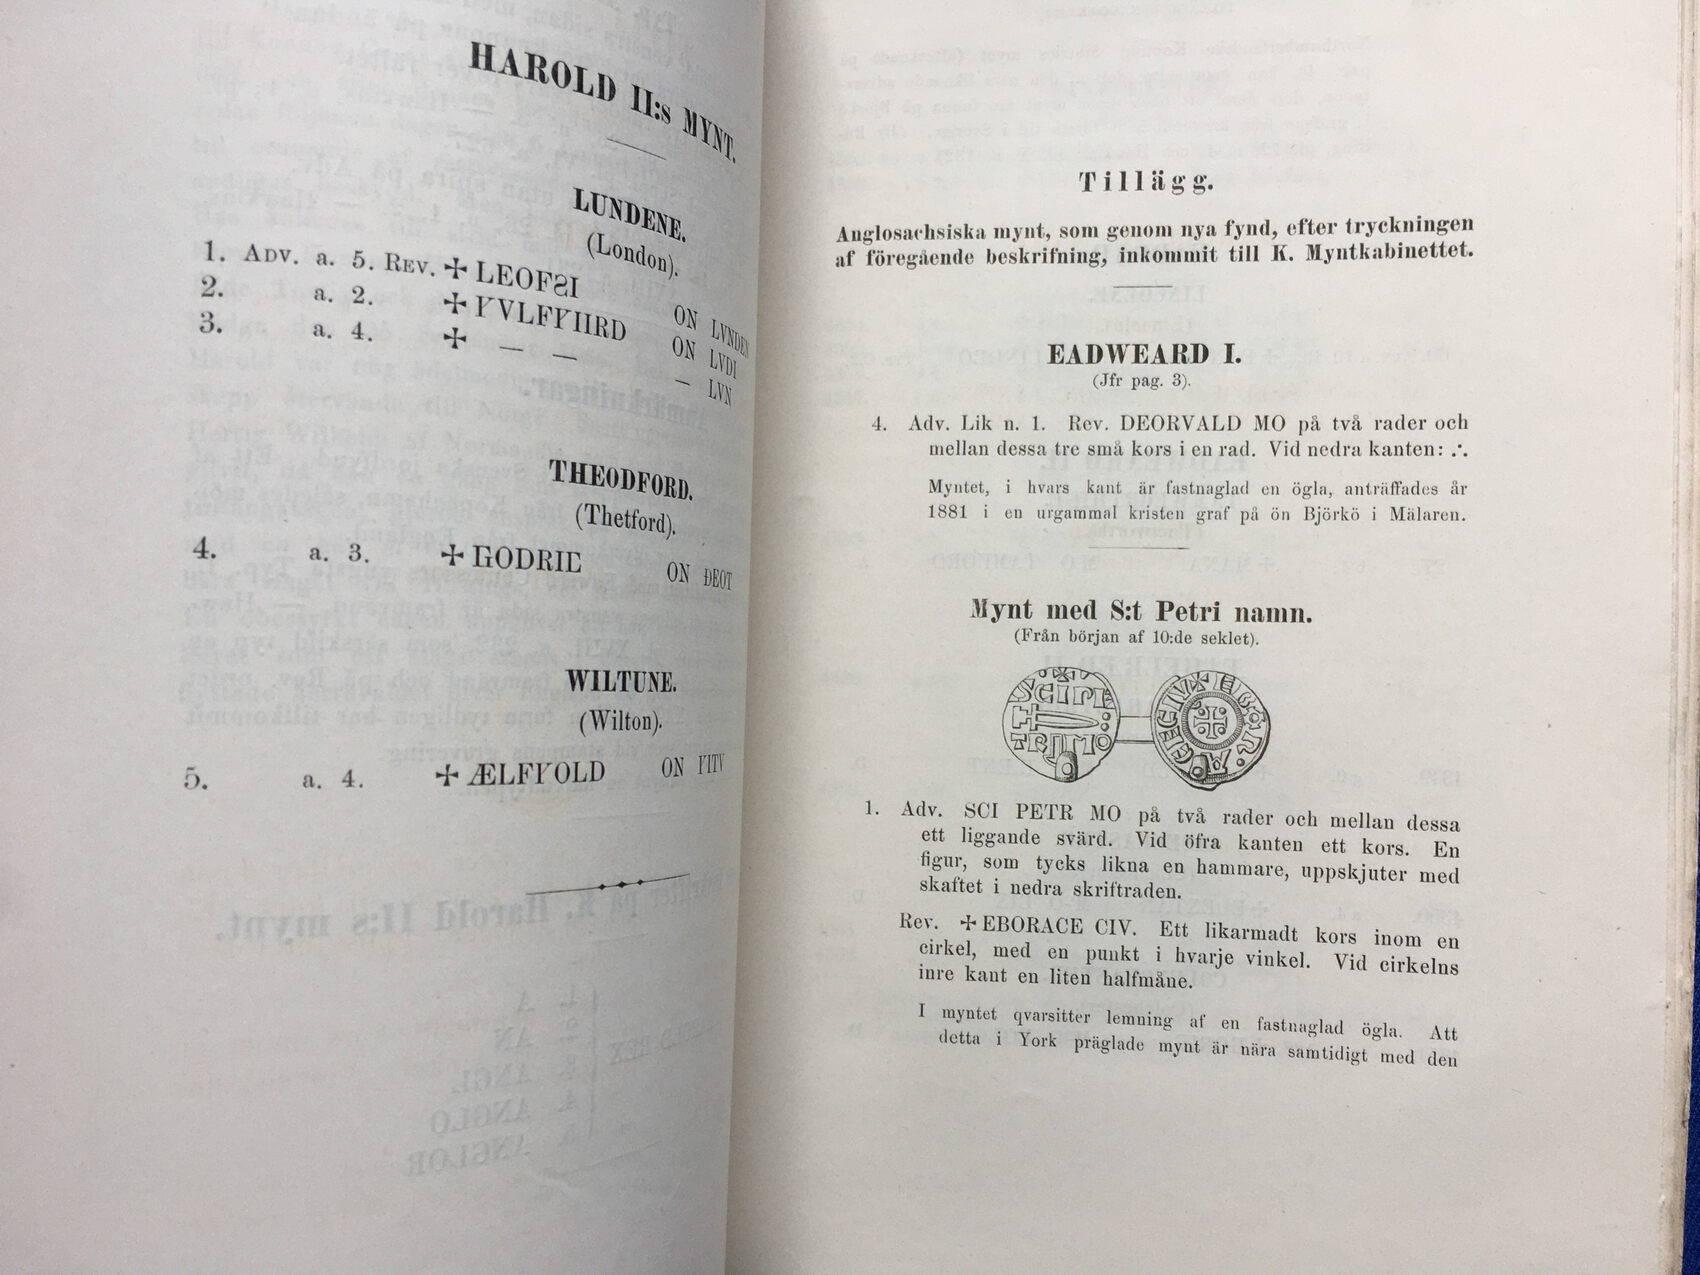 HAROLD II:s MYNT.
LUNDENE.
(London).
1. ADV. a. 5. REV. ✢ LEOFƧI ON LVNDEN
2. a. 2. ✢ ǷVLFǷIIRD ON LVDI
3. a. 4. ✢ — — – LVN
THEODFORD.
(Thetford).
4. a. 3. ✢ GODRIC ON ÐEOT
WILTUNE.
(Wilton).
5. a. 4. ✢ ÆLFǷOLD ON ǷITV
Tillägg.
Anglosachsiska mynt, som genom nya fynd, efter tryckningen
af föregående beskrifning, inkommit till K. Myntkabinettet.
EADWEARD I.
(Jfr pag. 3).
4. Adv. Lik n. 1. Rev. DEORVALD MO på två rader och
mellan dessa tre små kors i en rad. Vid nedra kanten: ∴
Myntet, i hvars kant är fastnaglad en ögla, anträffades år
1881 i en urgammal kristen graf på ön Björkö i Mälaren.
Mynt med S:t Petri namn.
(Från början af 10:de seklet).
1. Adv. SCI PETR MO på två rader och mellan dessa
ett liggande svärd. Vid öfra kanten ett kors. En
figur, som tycks likna en hammare, uppskjuter med
skaftet i nedra skriftraden.
Rev. ✢ EBORACE CIV. Ett likarmadt kors inom en
cirkel, med en punkt i hvarje vinkel. Vid cirkelns
inre kant en liten halfmåne.
I myntet qvarsitter lemning af en fastnaglad ögla. Att
detta i York präglade mynt är nära samtidigt med den